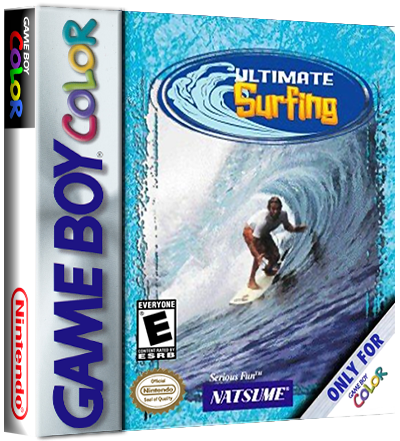 GAME BOY
COLOR
Nintendo®
GAME BOY COLOR
ULTIMATE
Surfing
EVERYONE
E
CONTENT RATED BY
ESRB
Official
Nintendo
Seal of Quality
Serious Fun™
NATSUME®
ONLY FOR
GAME BOY
COLOR